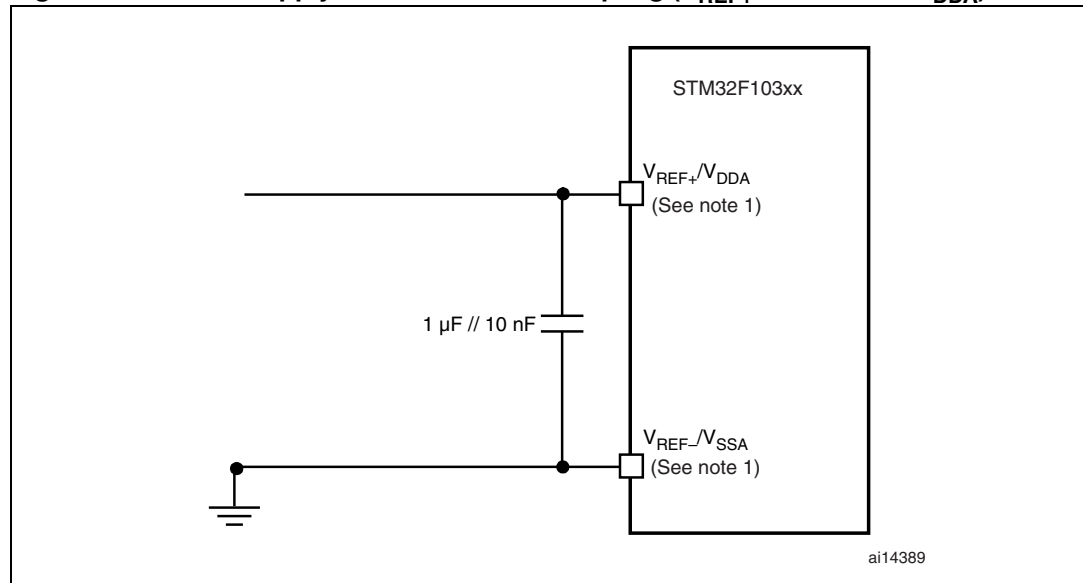 STM32F103xx
VREF+/VDDA
(See note 1)
1 µF // 10 nF
VREF–/VSSA
(See note 1)
ai14389